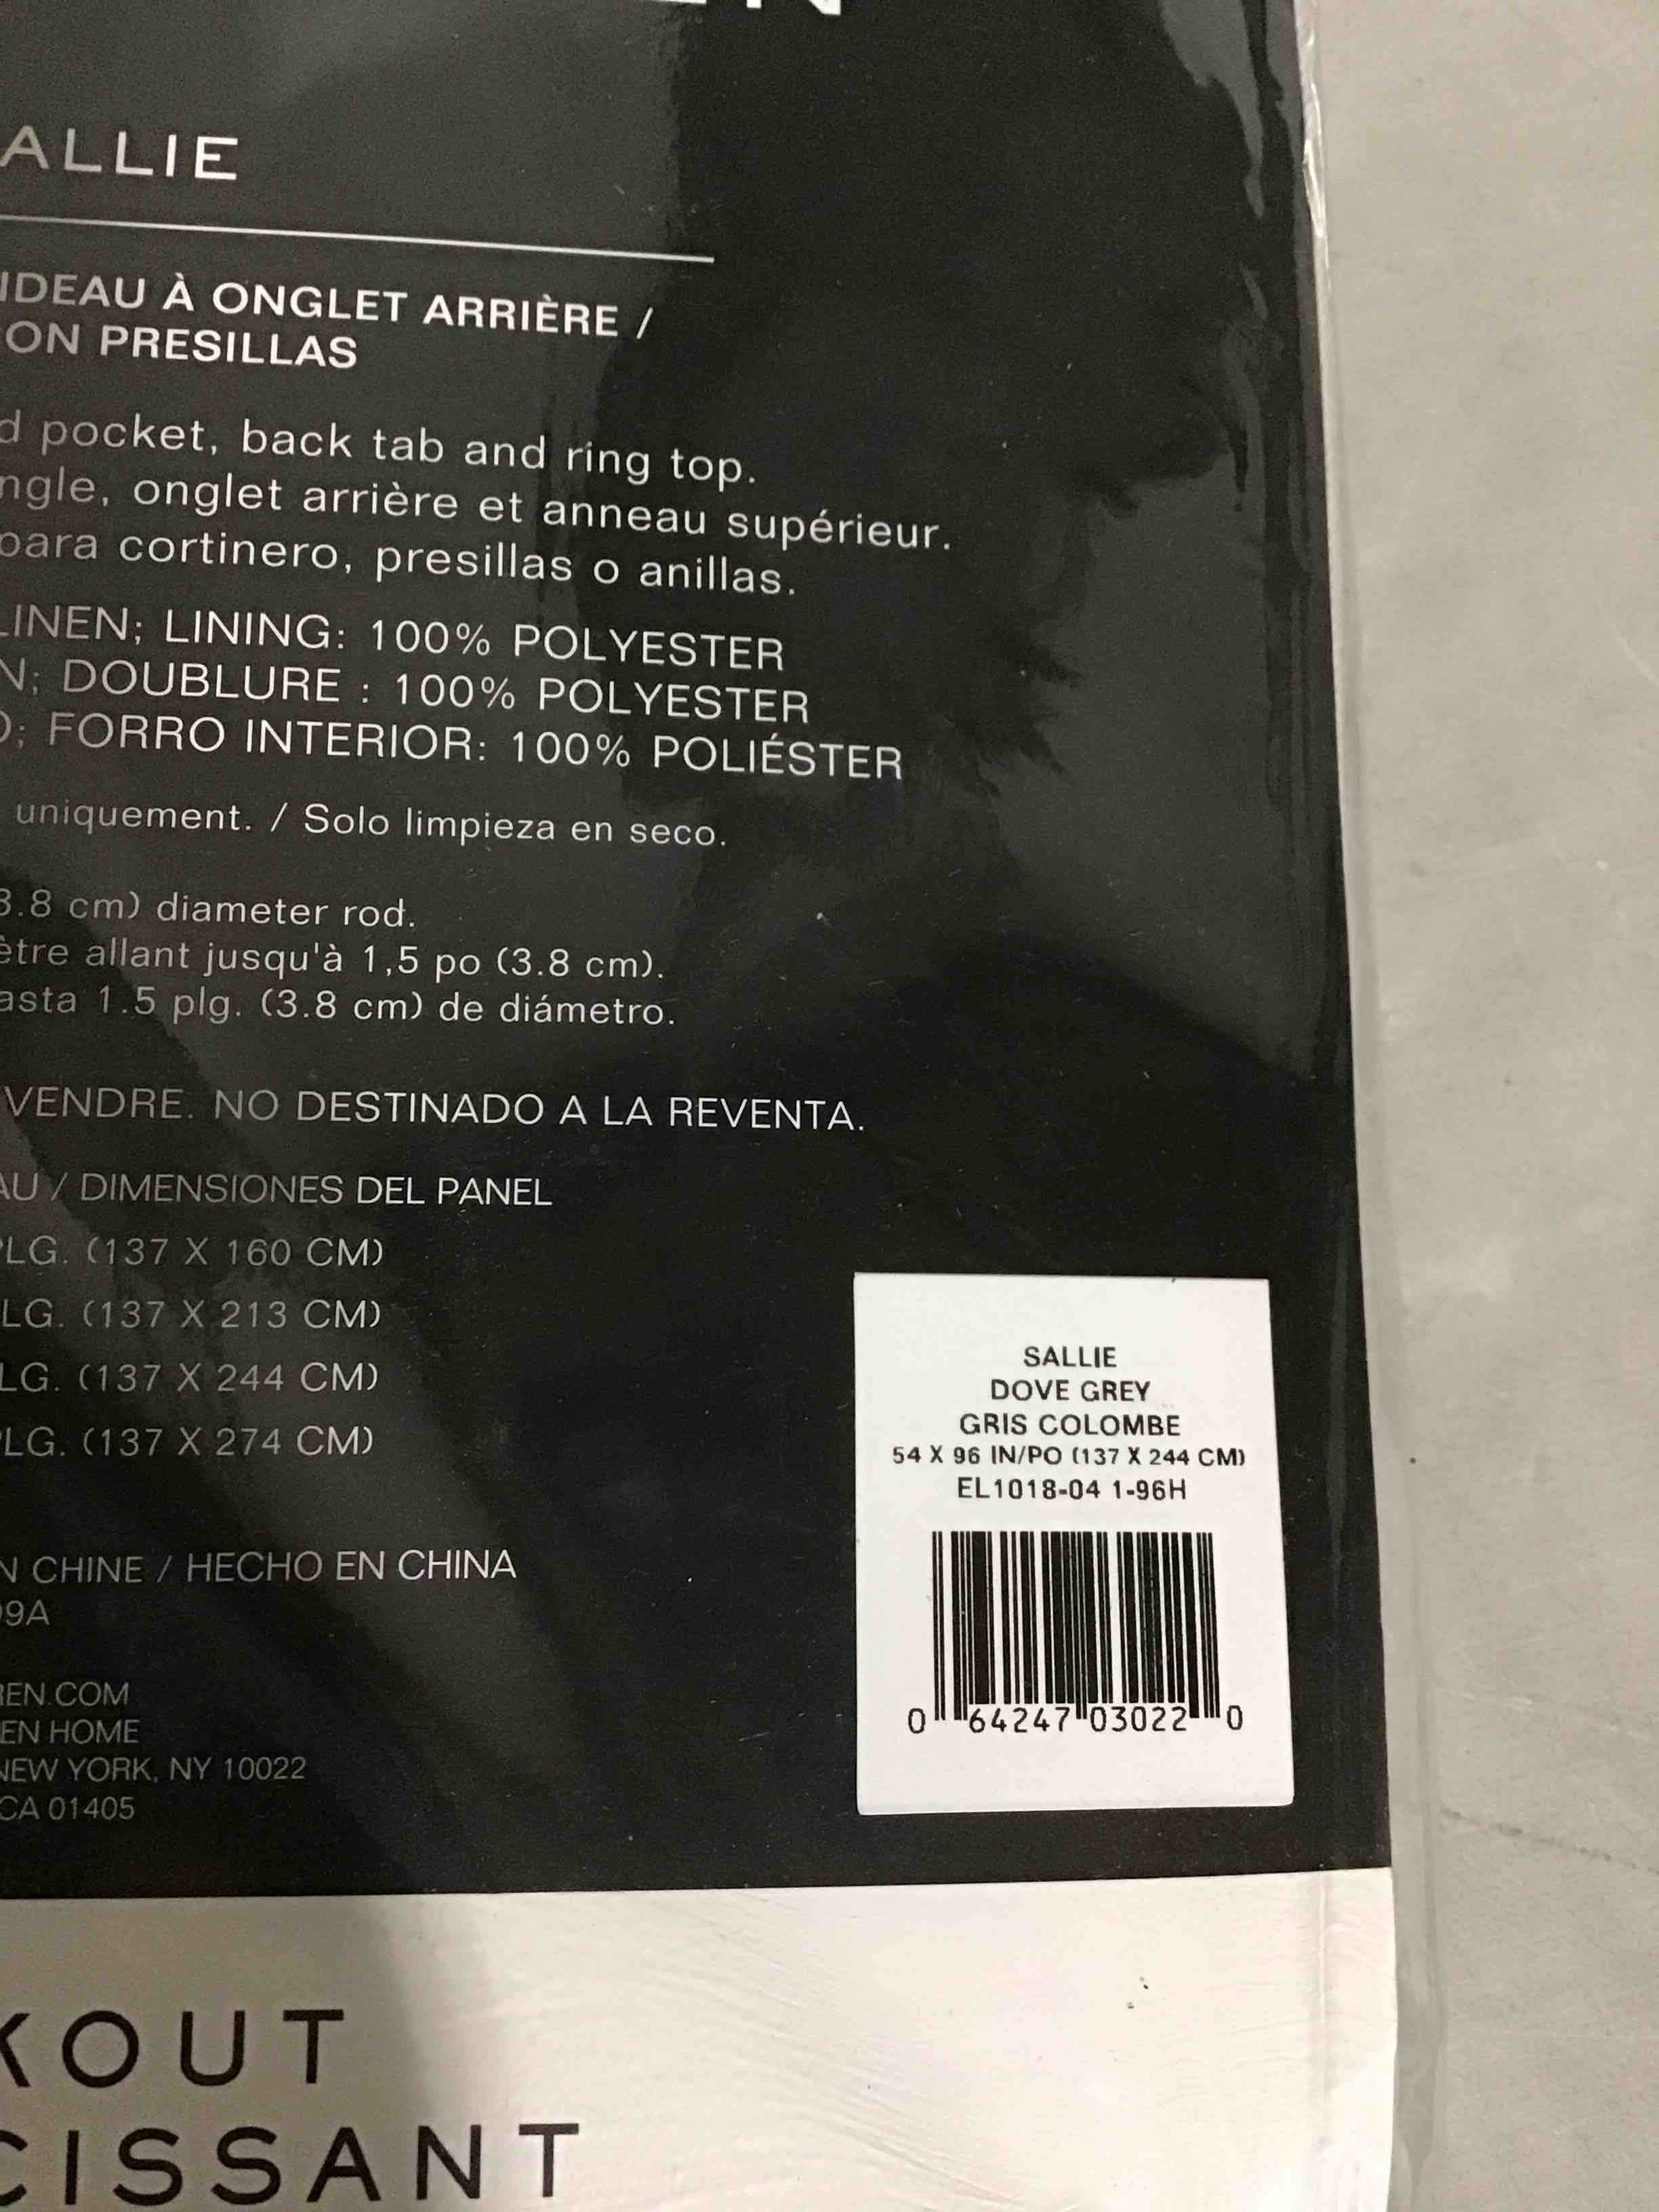 ALLIE
IDEAU À ONGLET ARRIÈRE /
ON PRESILLAS
d pocket, back tab and ring top.
ngle, onglet arrière et anneau supérieur.
para cortinero, presillas o anillas.
LINEN; LINING: 100% POLYESTER
N; DOUBLURE : 100% POLYESTER
O; FORRO INTERIOR: 100% POLIÉSTER
uniquement. / Solo limpieza en seco.
3.8 cm) diameter rod.
ètre allant jusqu'à 1,5 po (3.8 cm).
asta 1.5 plg. (3.8 cm) de diámetro.
VENDRE. NO DESTINADO A LA REVENTA.
AU / DIMENSIONES DEL PANEL
PLG. (137 X 160 CM)
LG. (137 X 213 CM)
LG. (137 X 244 CM)
PLG. (137 X 274 CM)
N CHINE / HECHO EN CHINA
09A
REN.COM
EN HOME
NEW YORK, NY 10022
CA 01405
SALLIE
DOVE GREY
GRIS COLOMBE
54 X 96 IN/PO (137 X 244 CM)
EL1018-04 1-96H
0 64247 03022 0
KOUT
CISSANT